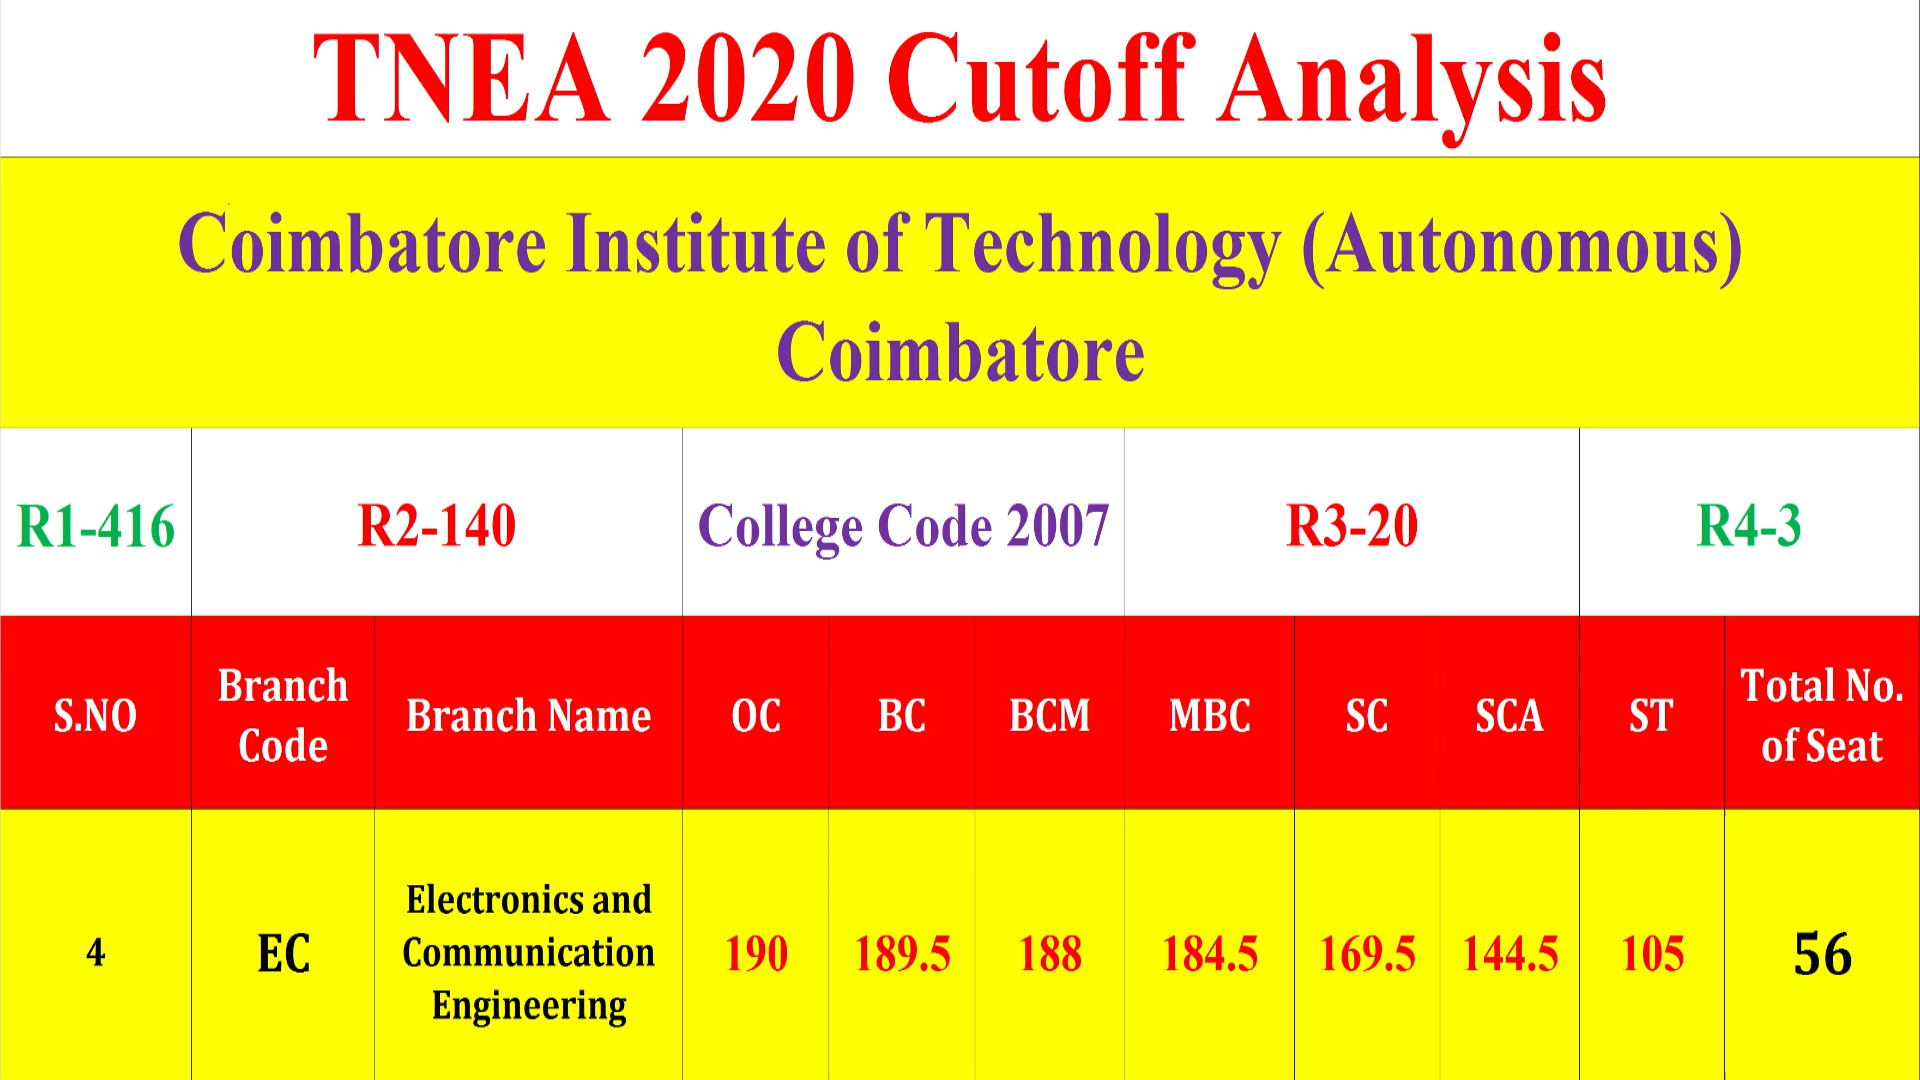 TNEA 2020 Cutoff Analysis
Coimbatore Institute of Technology (Autonomous)
Coimbatore
R1-416 R2-140 College Code 2007 R3-20 R4-3
S.NO Branch Code Branch Name OC BC BCM MBC SC SCA ST Total No. of Seat
4 EC Electronics and Communication Engineering 190 189.5 188 184.5 169.5 144.5 105 56